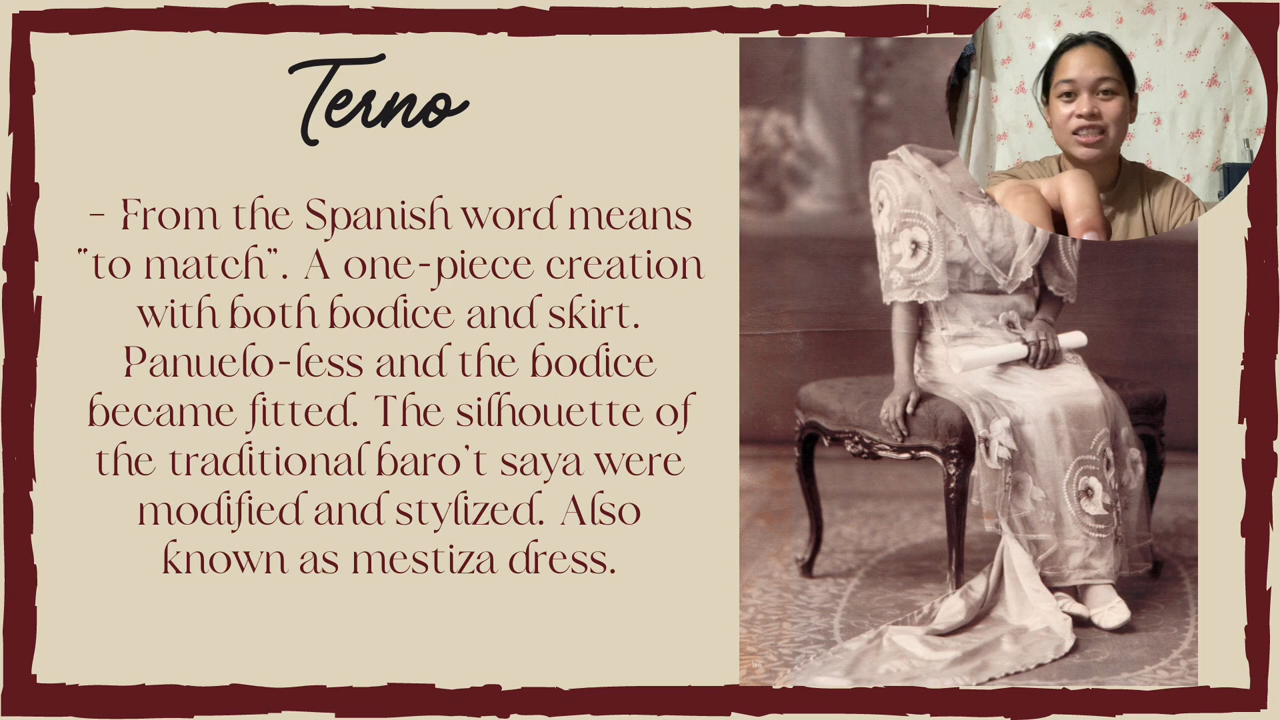 Terno
- From the Spanish word means
"to match". A one-piece creation
with both bodice and skirt.
Panuelo-less and the bodice
became fitted. The silhouette of
the traditional baro't saya were
modified and stylized. Also
known as mestiza dress.